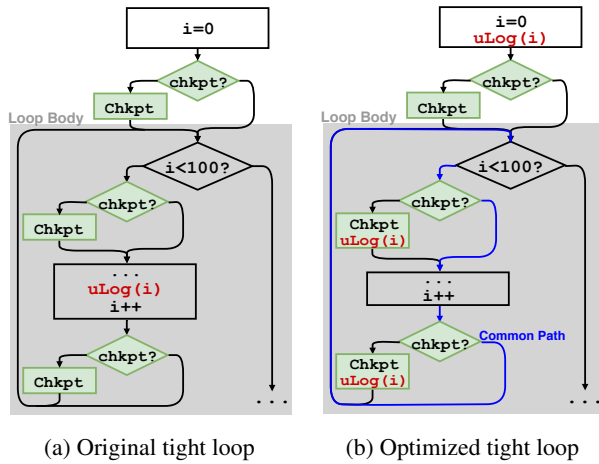 i=0
chkpt?
Chkpt
Loop Body
i<100?
chkpt?
Chkpt
...
uLog(i)
i++
chkpt?
Chkpt
...
(a) Original tight loop
i=0
uLog(i)
chkpt?
Chkpt
Loop Body
i<100?
chkpt?
Chkpt
uLog(i)
...
i++
chkpt?
Common Path
Chkpt
uLog(i)
...
(b) Optimized tight loop